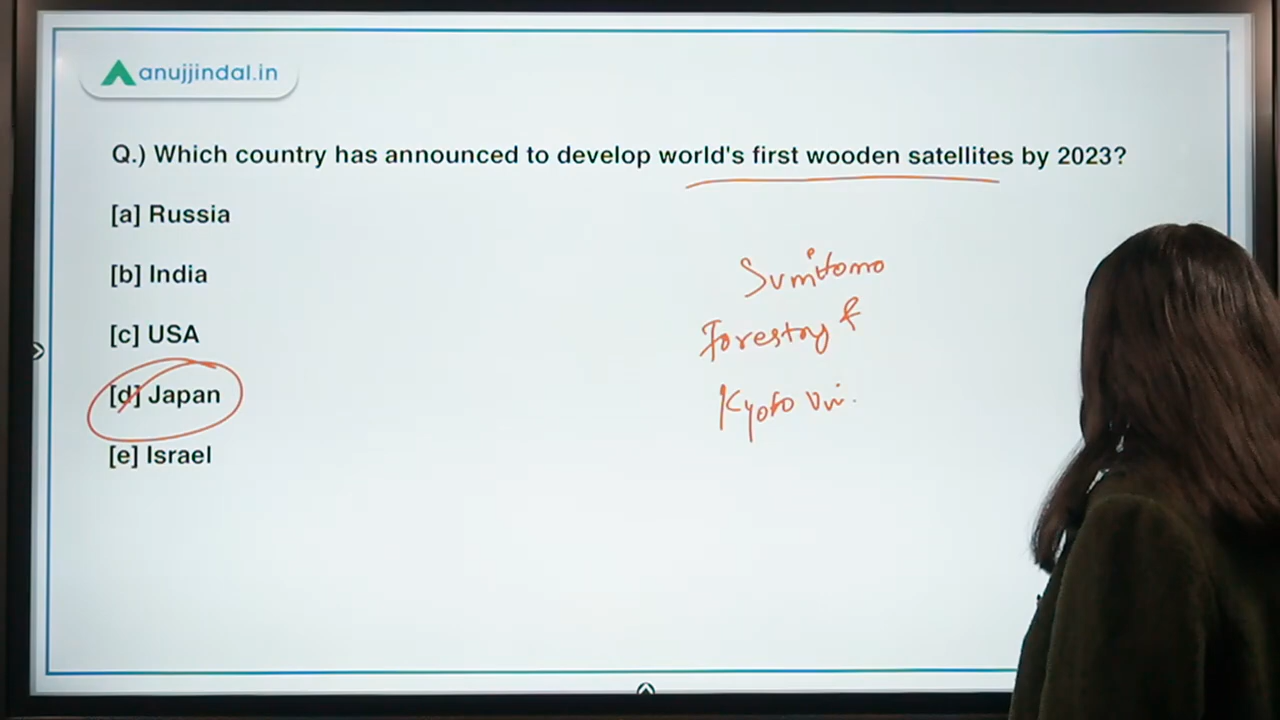 anujjindal.in
Q.) Which country has announced to develop world's first wooden satellites by 2023?
[a] Russia
[b] India
[c] USA
[d] Japan
[e] Israel
Sumitomo
Forestry &
Kyoto Uni.